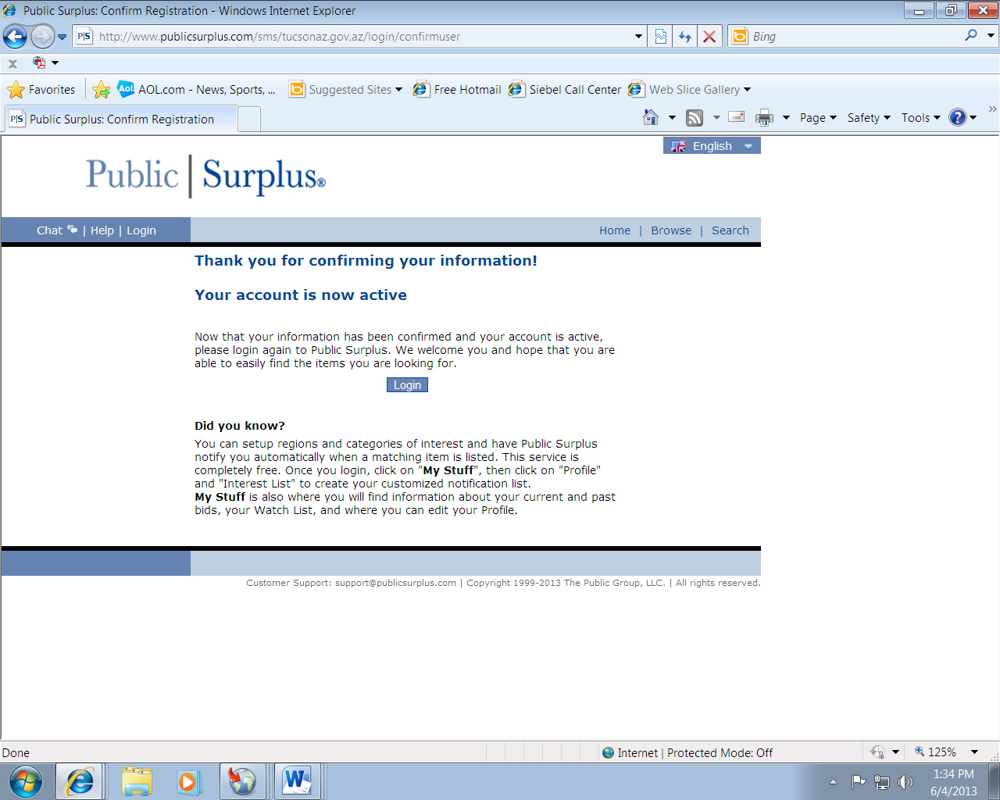 Public Surplus: Confirm Registration - Windows Internet Explorer
P|S http://www.publicsurplus.com/sms/tucsonaz.gov,az/login/confirmuser
Bing
x
Favorites Aol AOL.com - News, Sports, ... Suggested Sites Free Hotmail Siebel Call Center Web Slice Gallery
P|S Public Surplus: Confirm Registration
Page Safety Tools ? »
English
Public | Surplus®
Chat | Help | Login
Home | Browse | Search
Thank you for confirming your information!
Your account is now active
Now that your information has been confirmed and your account is active,
please login again to Public Surplus. We welcome you and hope that you are
able to easily find the items you are looking for.
Login
Did you know?
You can setup regions and categories of interest and have Public Surplus
notify you automatically when a matching item is listed. This service is
completely free. Once you login, click on "My Stuff", then click on "Profile"
and "Interest List" to create your customized notification list.
My Stuff is also where you will find information about your current and past
bids, your Watch List, and where you can edit your Profile.
Customer Support: support@publicsurplus.com | Copyright 1999-2013 The Public Group, LLC. | All rights reserved.
Done
Internet | Protected Mode: Off
125%
W
1:34 PM
6/4/2013